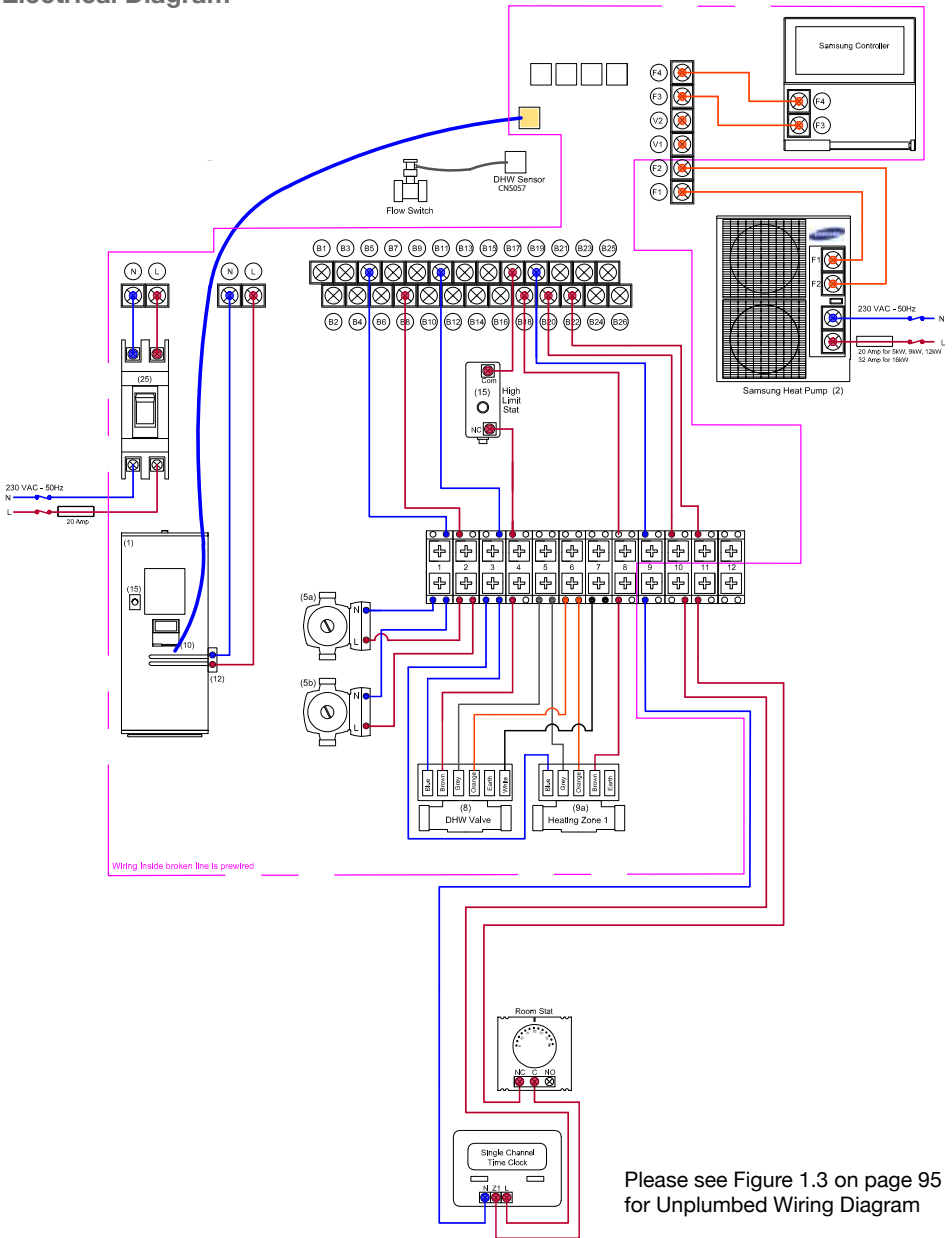 Electrical Diagram
Samsung Controller
F4
F3
V2
V1
F2
F1
F4
F3
DHW Sensor
CNS057
Flow Switch
B1 B3 B5 B7 B9 B11 B13 B15 B17 B19 B21 B23 B25
B2 B4 B6 B8 B10 B12 B14 B16 B18 B20 B22 B24 B26
N L N L
F1
F2
230 VAC - 50Hz
N
L
20 Amp for 5kW, 9kW, 12kW
32 Amp for 16kW
Samsung Heat Pump (2)
(25)
Com
(15) High
Limit
Stat
NC
230 VAC - 50Hz
N
L
20 Amp
(1)
(15)
(10)
(12)
1 2 3 4 5 6 7 8 9 10 11 12
(5a)
N
L
(5b)
N
L
Blue Brown Grey Orange Earth White
(8)
DHW Valve
Blue Grey Orange Brown Earth
(9a)
Heating Zone 1
Wiring inside broken line is prewired
Room Stat
NC C NO
Single Channel
Time Clock
N Z1 L
Please see Figure 1.3 on page 95
for Unplumbed Wiring Diagram